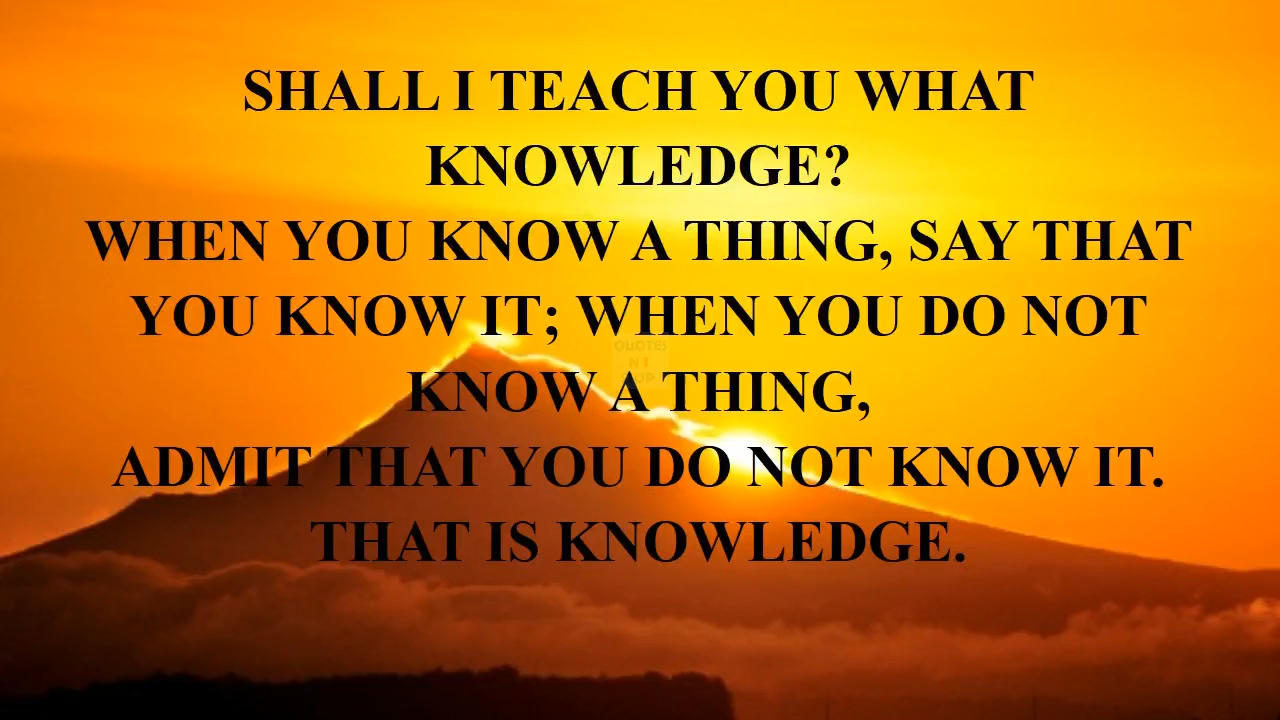 SHALL I TEACH YOU WHAT
KNOWLEDGE?
WHEN YOU KNOW A THING, SAY THAT
YOU KNOW IT; WHEN YOU DO NOT
QUOTES
KNOW A THING,
ADMIT THAT YOU DO NOT KNOW IT.
THAT IS KNOWLEDGE.